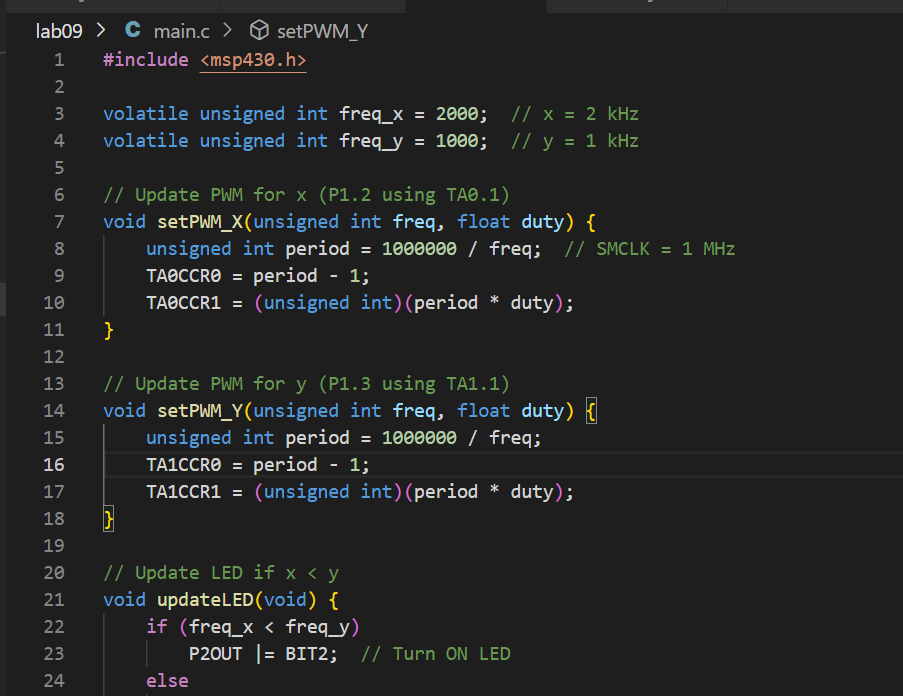 lab09 > C main.c > setPWM_Y
1 #include <msp430.h>
2
3 volatile unsigned int freq_x = 2000;  // x = 2 kHz
4 volatile unsigned int freq_y = 1000;  // y = 1 kHz
5
6 // Update PWM for x (P1.2 using TA0.1)
7 void setPWM_X(unsigned int freq, float duty) {
8     unsigned int period = 1000000 / freq;  // SMCLK = 1 MHz
9     TA0CCR0 = period - 1;
10     TA0CCR1 = (unsigned int)(period * duty);
11 }
12
13 // Update PWM for y (P1.3 using TA1.1)
14 void setPWM_Y(unsigned int freq, float duty) {
15     unsigned int period = 1000000 / freq;
16     TA1CCR0 = period - 1;
17     TA1CCR1 = (unsigned int)(period * duty);
18 }
19
20 // Update LED if x < y
21 void updateLED(void) {
22     if (freq_x < freq_y)
23         P2OUT |= BIT2;  // Turn ON LED
24     else